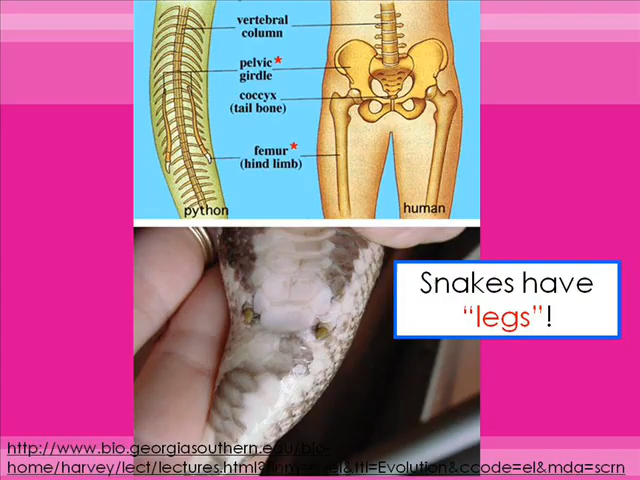 vertebral
column
pelvic*
girdle
coccyx
(tail bone)
femur*
(hind limb)
python
human
Snakes have
“legs”!
http://www.bio.georgiasouthern.edu/bio-
home/harvey/lect/lectures.html?
ttl=Evolution&ccode=el&mda=scrn